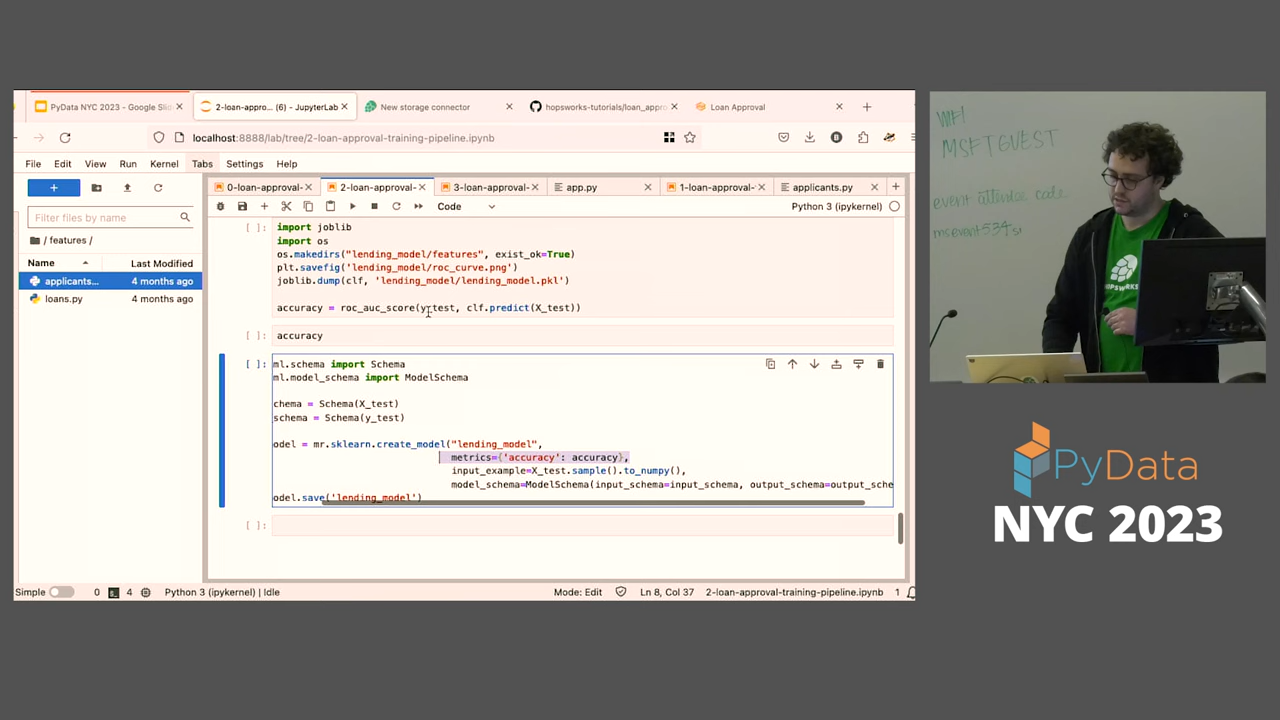 PyData NYC 2023 - Google Slid
2-loan-appro... (6) - JupyterLab
New storage connector
hopsworks-tutorials/loan_appro
Loan Approval
localhost:8888/lab/tree/2-loan-approval-training-pipeline.ipynb
File Edit View Run Kernel Tabs Settings Help
0-loan-approval-
2-loan-approval-
3-loan-approval-
app.py
1-loan-approval-
applicants.py
Code
Python 3 (ipykernel)
Filter files by name
/ features /
Name Last Modified
applicants... 4 months ago
loans.py 4 months ago
[ ]: import joblib
import os
os.makedirs("lending_model/features", exist_ok=True)
plt.savefig('lending_model/roc_curve.png')
joblib.dump(clf, 'lending_model/lending_model.pkl')
accuracy = roc_auc_score(y_test, clf.predict(X_test))
[ ]: accuracy
[ ]: ml.schema import Schema
ml.model_schema import ModelSchema
chema = Schema(X_test)
schema = Schema(y_test)
odel = mr.sklearn.create_model("lending_model",
metrics={'accuracy': accuracy},
input_example=X_test.sample().to_numpy(),
model_schema=ModelSchema(input_schema=input_schema, output_schema=output_sche
odel.save('lending_model')
[ ]:
Simple 0 4 Python 3 (ipykernel) | Idle
Mode: Edit Ln 8, Col 37 2-loan-approval-training-pipeline.ipynb 1
MSFTGUEST
event attendee code
msevent534si
HOPSWORKS
PyData
NYC 2023